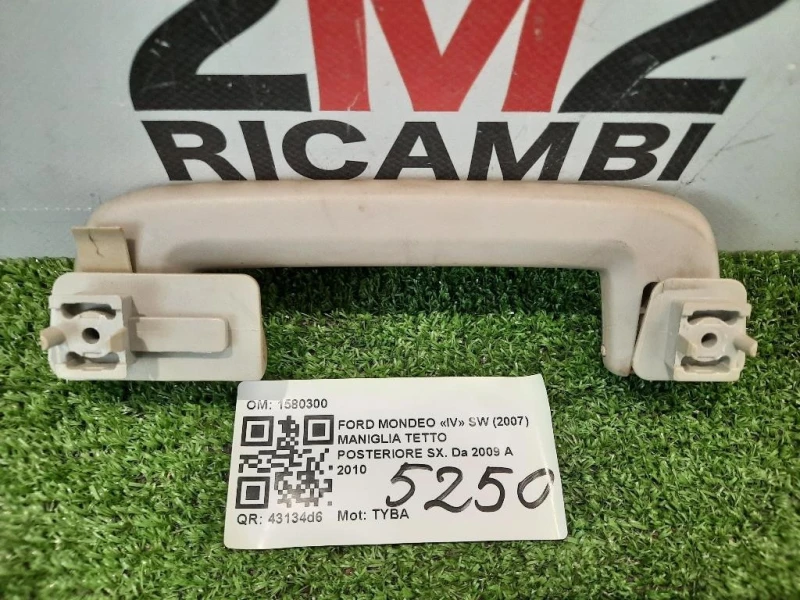 2M2
RICAMBI
OM: 1580300
FORD MONDEO «IV» SW (2007)
MANIGLIA TETTO
POSTERIORE SX. Da 2009 A
2010
5250
QR: 43134d6 Mot: TYBA